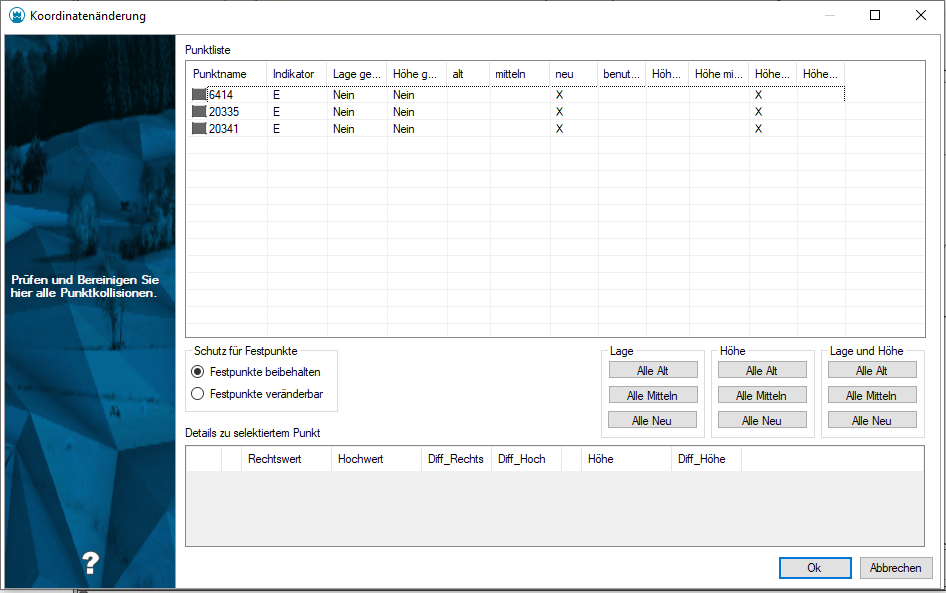 Koordinatenänderung
Prüfen und Bereinigen Sie
hier alle Punktkollisionen.
?
Punktliste
Punktname Indikator Lage ge... Höhe g... alt mitteln neu benut... Höh... Höhe mi... Höhe... Höhe...
6414 E Nein Nein X X
20335 E Nein Nein X X
20341 E Nein Nein X X
Schutz für Festpunkte
Festpunkte beibehalten
Festpunkte veränderbar
Lage
Alle Alt
Alle Mitteln
Alle Neu
Höhe
Alle Alt
Alle Mitteln
Alle Neu
Lage und Höhe
Alle Alt
Alle Mitteln
Alle Neu
Details zu selektiertem Punkt
Rechtswert Hochwert Diff_Rechts Diff_Hoch Höhe Diff_Höhe
Ok Abbrechen